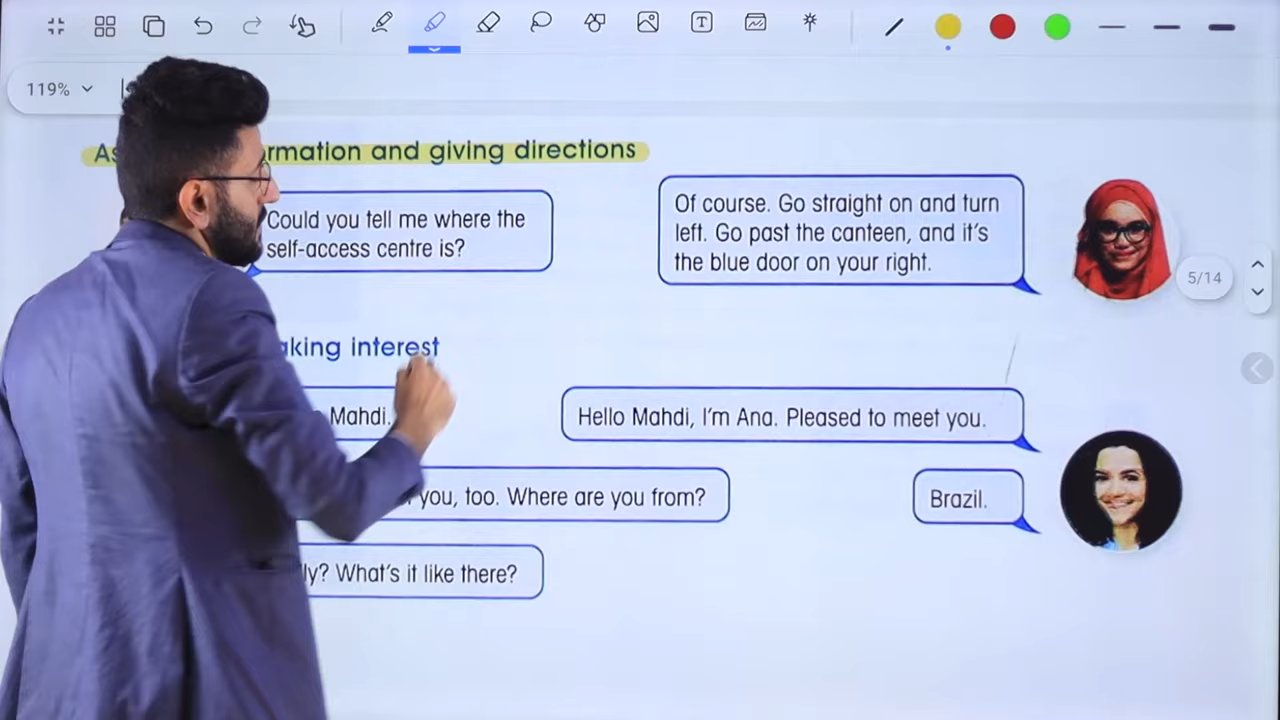 119%
rmation and giving directions
Could you tell me where the
self-access centre is?
Of course. Go straight on and turn
left. Go past the canteen, and it's
the blue door on your right.
5/14
aking interest
Mahdi.
Hello Mahdi, I'm Ana. Pleased to meet you.
you, too. Where are you from?
Brazil.
ly? What's it like there?